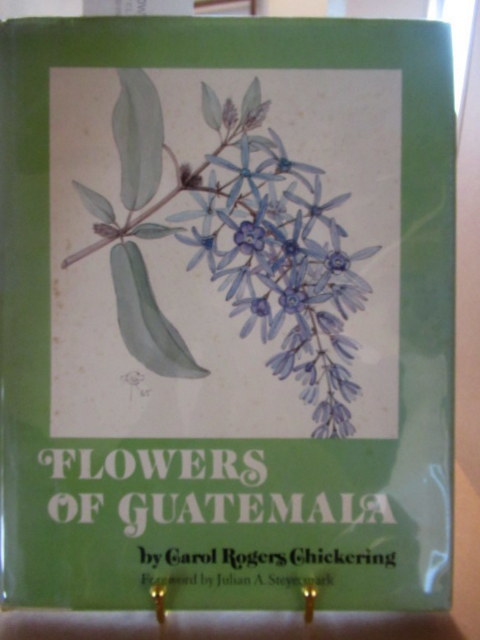 FLOWERS
OF GUATEMALA
by Carol Rogers Chickering
Foreword by Julian A. Steyermark